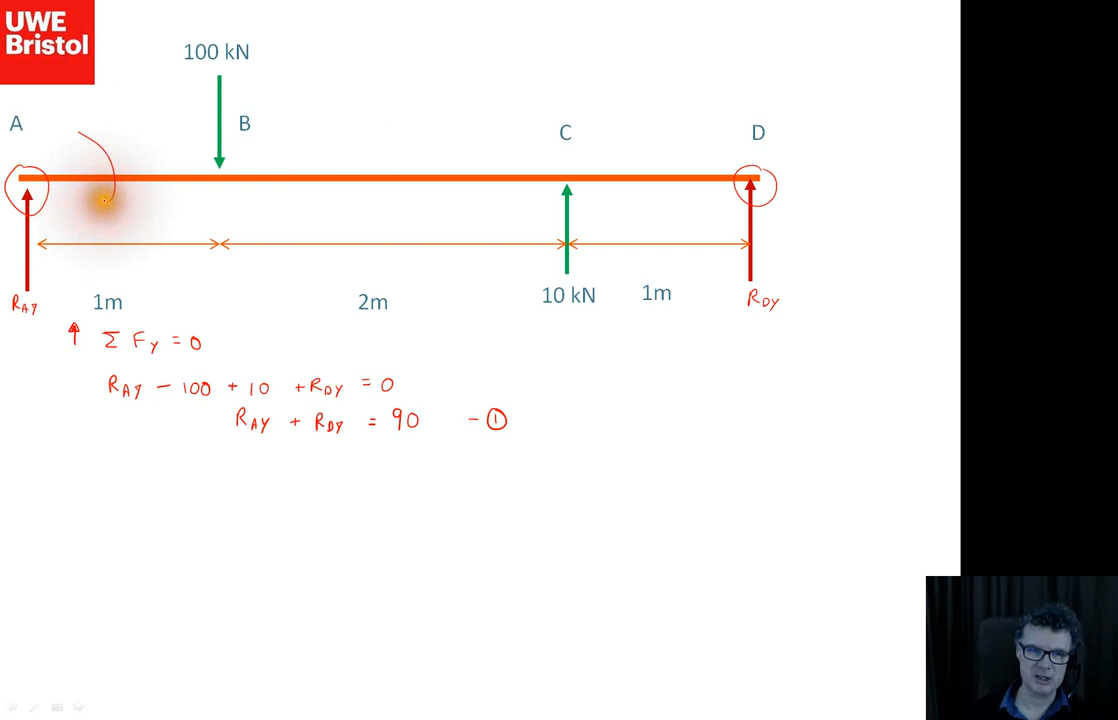 UWE
Bristol
100 kN
A
B
C
D
R_AY
1m
2m
10 kN
1m
R_DY
↑ Σ F_Y = 0
R_AY - 100 + 10 + R_DY = 0
R_AY + R_DY = 90 - ①